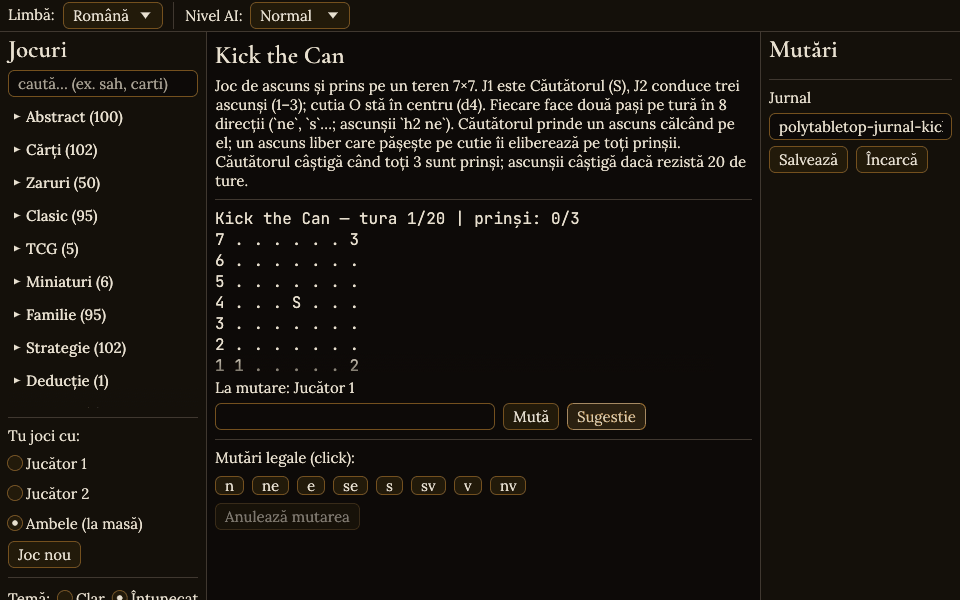 Limbă: Română ▼ Nivel AI: Normal ▼
Jocuri
caută... (ex. sah, carti)
▸ Abstract (100)
▸ Cărți (102)
▸ Zaruri (50)
▸ Clasic (95)
▸ TCG (5)
▸ Miniaturi (6)
▸ Familie (95)
▸ Strategie (102)
▸ Deducție (1)
Tu joci cu:
Jucător 1
Jucător 2
Ambele (la masă)
Joc nou
Temă: Clar Întunecat
Kick the Can
Joc de ascuns și prins pe un teren 7×7. J1 este Căutătorul (S), J2 conduce trei
ascunși (1–3); cutia O stă în centru (d4). Fiecare face două pași pe tură în 8
direcții (`ne`, `s`...; ascunșii `h2 ne`). Căutătorul prinde un ascuns călcând pe
el; un ascuns liber care pășește pe cutie îi eliberează pe toți prinșii.
Căutătorul câștigă când toți 3 sunt prinși; ascunșii câștigă dacă rezistă 20 de
ture.
Kick the Can — tura 1/20 | prinși: 0/3
7 . . . . . . 3
6 . . . . . . .
5 . . . . . . .
4 . . . S . . .
3 . . . . . . .
2 . . . . . . .
1 1 . . . . . 2
La mutare: Jucător 1
Mută Sugestie
Mutări legale (click):
n ne e se s sv v nv
Anulează mutarea
Mutări
Jurnal
polytabletop-jurnal-kic
Salvează Încarcă